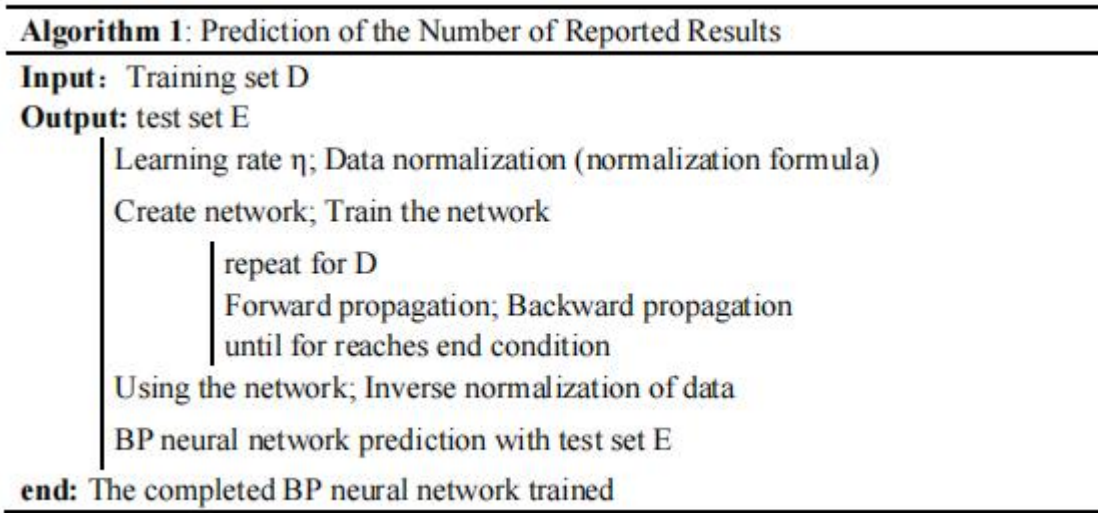 Algorithm 1: Prediction of the Number of Reported Results
Input： Training set D
Output: test set E
Learning rate η; Data normalization (normalization formula)
Create network; Train the network
repeat for D
Forward propagation; Backward propagation
until for reaches end condition
Using the network; Inverse normalization of data
BP neural network prediction with test set E
end: The completed BP neural network trained